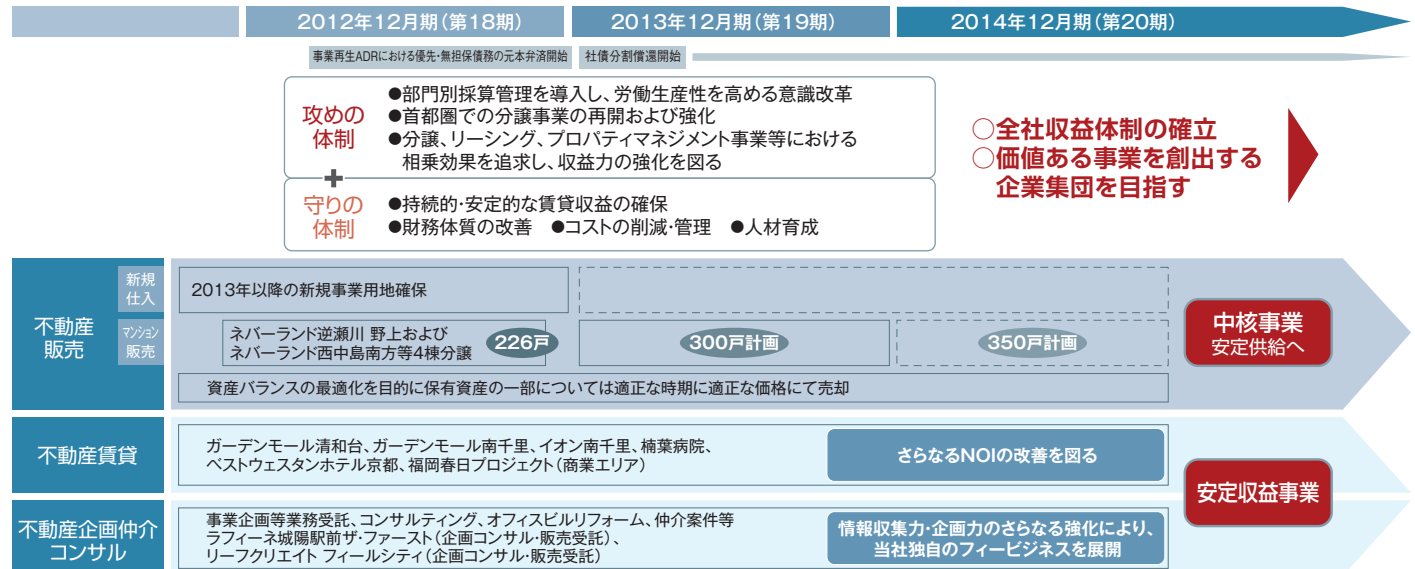 2012年12月期（第18期）
2013年12月期（第19期）
2014年12月期（第20期）
事業再生ADRにおける優先・無担保債務の元本弁済開始
社債分割償還開始
攻めの
体制
●部門別採算管理を導入し、労働生産性を高める意識改革
●首都圏での分譲事業の再開および強化
●分譲、リーシング、プロパティマネジメント事業等における
相乗効果を追求し、収益力の強化を図る
+
守りの
体制
●持続的・安定的な賃貸収益の確保
●財務体質の改善　●コストの削減・管理　●人材育成
○全社収益体制の確立
○価値ある事業を創出する
企業集団を目指す
不動産
販売
新規
仕入
2013年以降の新規事業用地確保
マンション
販売
ネバーランド逆瀬川 野上および
ネバーランド西中島南方等4棟分譲
226戸
300戸計画
350戸計画
資産バランスの最適化を目的に保有資産の一部については適正な時期に適正な価格にて売却
中核事業
安定供給へ
不動産賃貸
ガーデンモール清和台、ガーデンモール南千里、イオン南千里、楠葉病院、
ベストウェスタンホテル京都、福岡春日プロジェクト（商業エリア）
さらなるNOIの改善を図る
安定収益事業
不動産企画仲介
コンサル
事業企画等業務受託、コンサルティング、オフィスビルリフォーム、仲介案件等
ラフィーネ城陽駅前ザ・ファースト（企画コンサル・販売受託）、
リーフクリエイト フィールシティ（企画コンサル・販売受託）
情報収集力・企画力のさらなる強化により、
当社独自のフィービジネスを展開